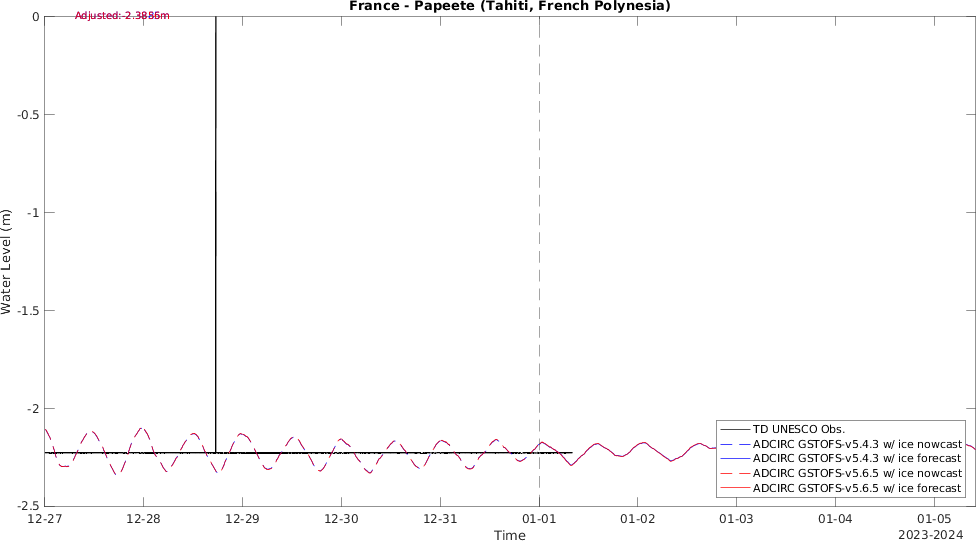 France - Papeete (Tahiti, French Polynesia)
0
-0.5
-1
-1.5
-2
-2.5
Water Level (m)
TD UNESCO Obs.
ADCIRC GSTOFS-v5.4.3 w/ ice nowcast
ADCIRC GSTOFS-v5.4.3 w/ ice forecast
ADCIRC GSTOFS-v5.6.5 w/ ice nowcast
ADCIRC GSTOFS-v5.6.5 w/ ice forecast
12-27 12-28 12-29 12-30 12-31 01-01 01-02 01-03 01-04 01-05
Time
2023-2024